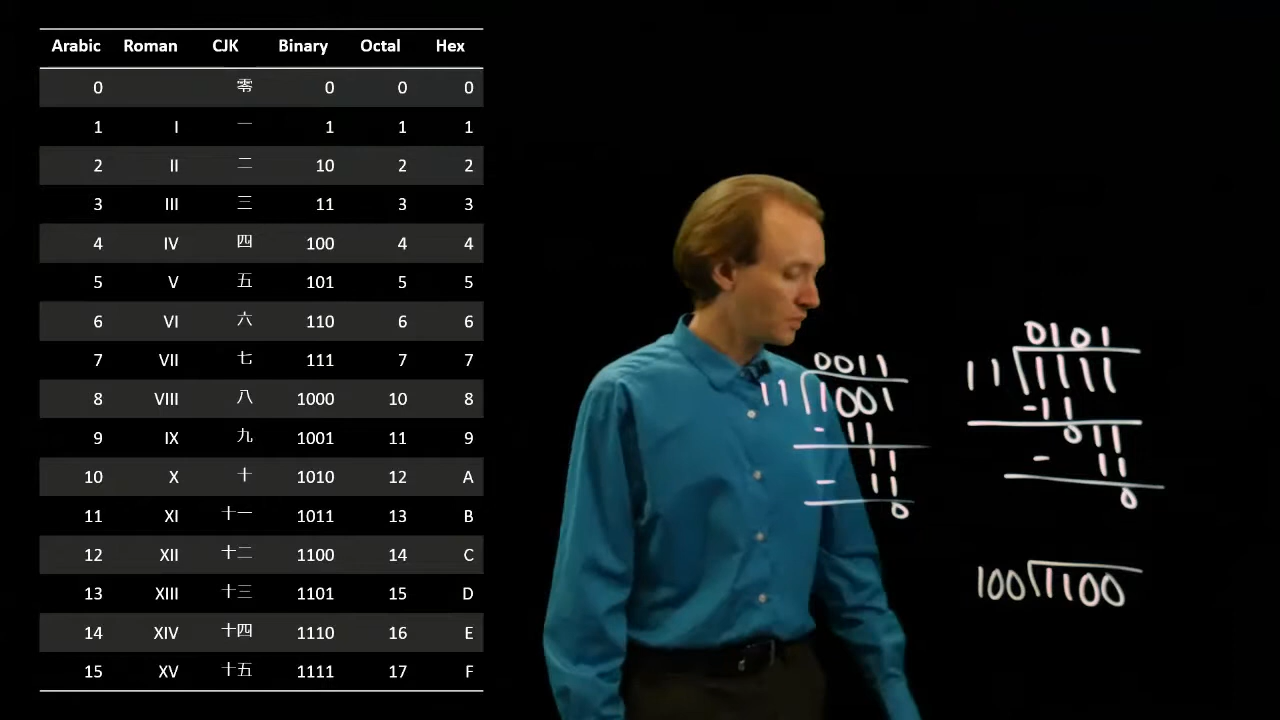 Arabic Roman CJK Binary Octal Hex
0 零 0 0 0
1 I 一 1 1 1
2 II 二 10 2 2
3 III 三 11 3 3
4 IV 四 100 4 4
5 V 五 101 5 5
6 VI 六 110 6 6
7 VII 七 111 7 7
8 VIII 八 1000 10 8
9 IX 九 1001 11 9
10 X 十 1010 12 A
11 XI 十一 1011 13 B
12 XII 十二 1100 14 C
13 XIII 十三 1101 15 D
14 XIV 十四 1110 16 E
15 XV 十五 1111 17 F
0011
11 1001
- 11
11
- 11
0
0101
11 1111
-11
011
- 11
0
100 1100